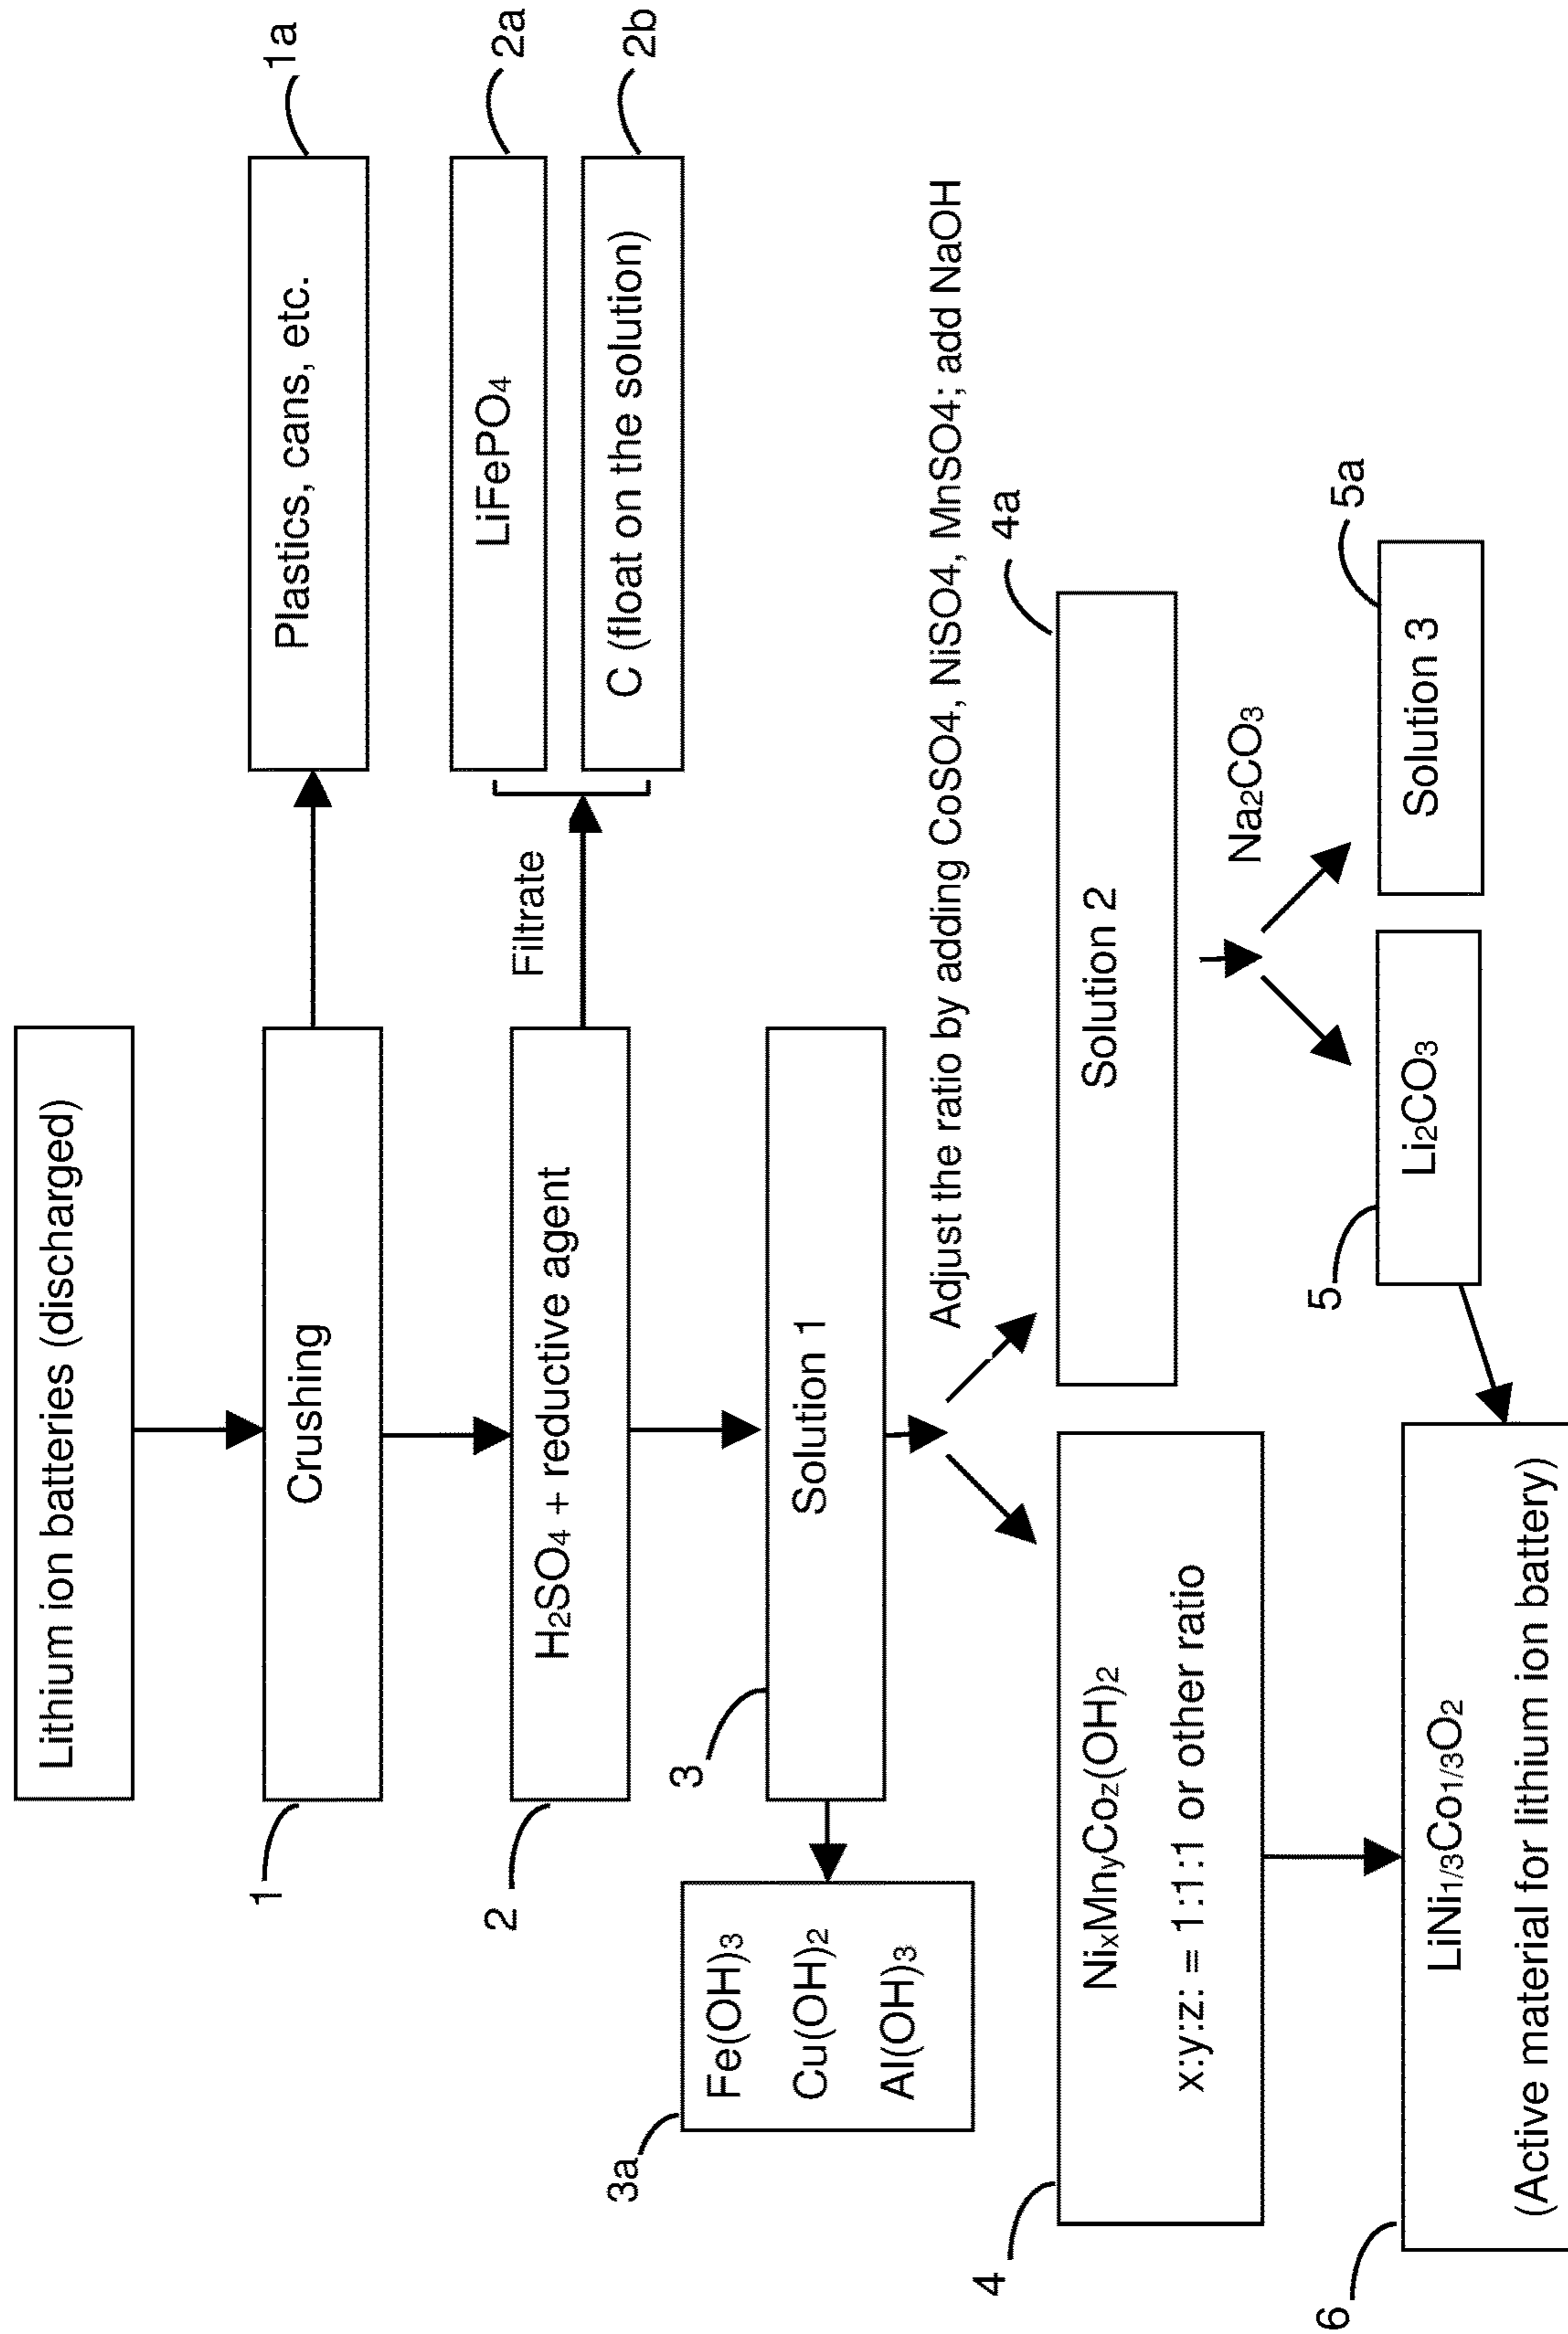 Lithium ion batteries (discharged)
1
Crushing
Plastics, cans, etc.
1a
2
H₂SO₄ + reductive agent
Filtrate
LiFePO₄
2a
C (float on the solution)
2b
3
Solution 1
3a
Fe(OH)₃
Cu(OH)₂
Al(OH)₃
Adjust the ratio by adding CoSO4, NiSO4, MnSO4; add NaOH
4
NiₓMnᵧCo_z(OH)₂
x:y:z: = 1:1:1 or other ratio
Solution 2
4a
Na₂CO₃
5
Li₂CO₃
Solution 3
5a
6
LiNi₁/₃Co₁/₃O₂
(Active material for lithium ion battery)